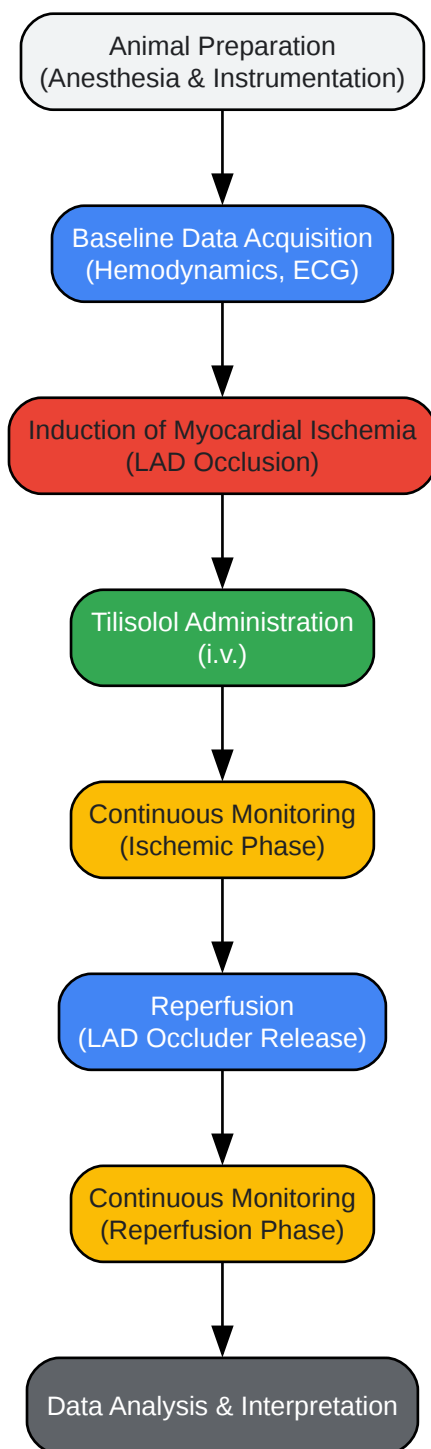 Animal Preparation
(Anesthesia & Instrumentation)
Baseline Data Acquisition
(Hemodynamics, ECG)
Induction of Myocardial Ischemia
(LAD Occlusion)
Tilisolol Administration
(i.v.)
Continuous Monitoring
(Ischemic Phase)
Reperfusion
(LAD Occluder Release)
Continuous Monitoring
(Reperfusion Phase)
Data Analysis & Interpretation